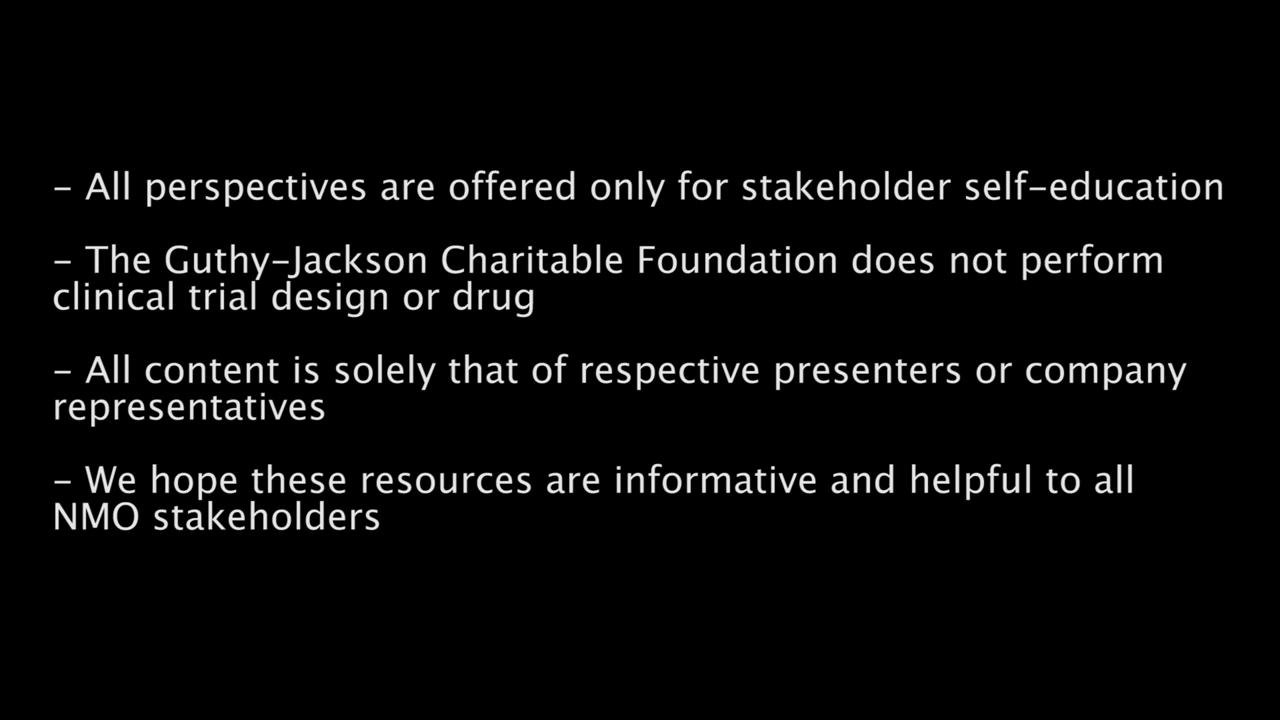 - All perspectives are offered only for stakeholder self-education
- The Guthy-Jackson Charitable Foundation does not perform
clinical trial design or drug
- All content is solely that of respective presenters or company
representatives
- We hope these resources are informative and helpful to all
NMO stakeholders